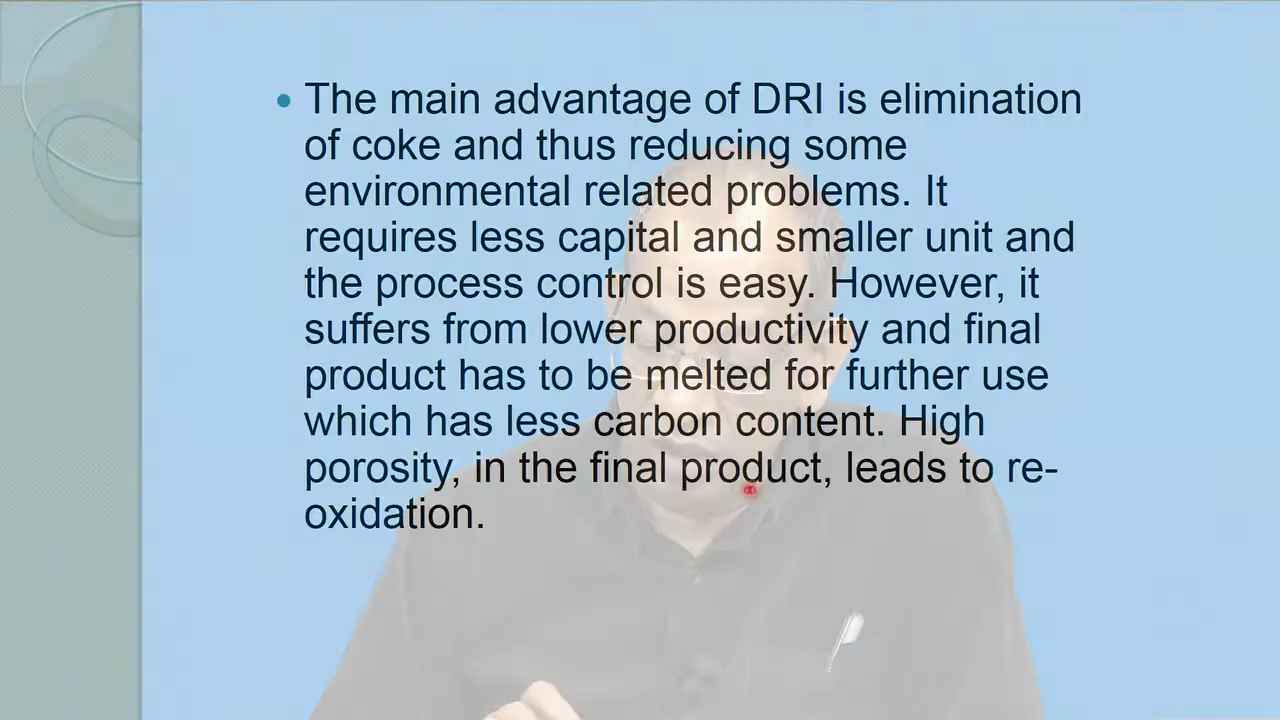 The main advantage of DRI is elimination
of coke and thus reducing some
environmental related problems. It
requires less capital and smaller unit and
the process control is easy. However, it
suffers from lower productivity and final
product has to be melted for further use
which has less carbon content. High
porosity, in the final product, leads to re-
oxidation.